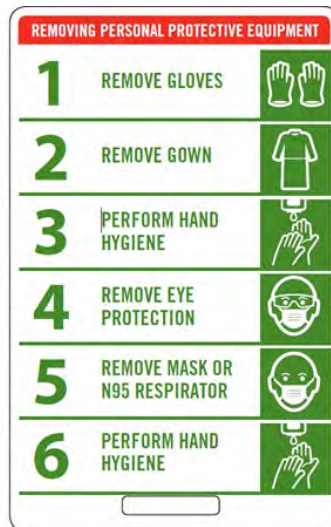 REMOVING PERSONAL PROTECTIVE EQUIPMENT
1
REMOVE GLOVES
2
REMOVE GOWN
3
PERFORM HAND
HYGIENE
4
REMOVE EYE
PROTECTION
5
REMOVE MASK OR
N95 RESPIRATOR
6
PERFORM HAND
HYGIENE